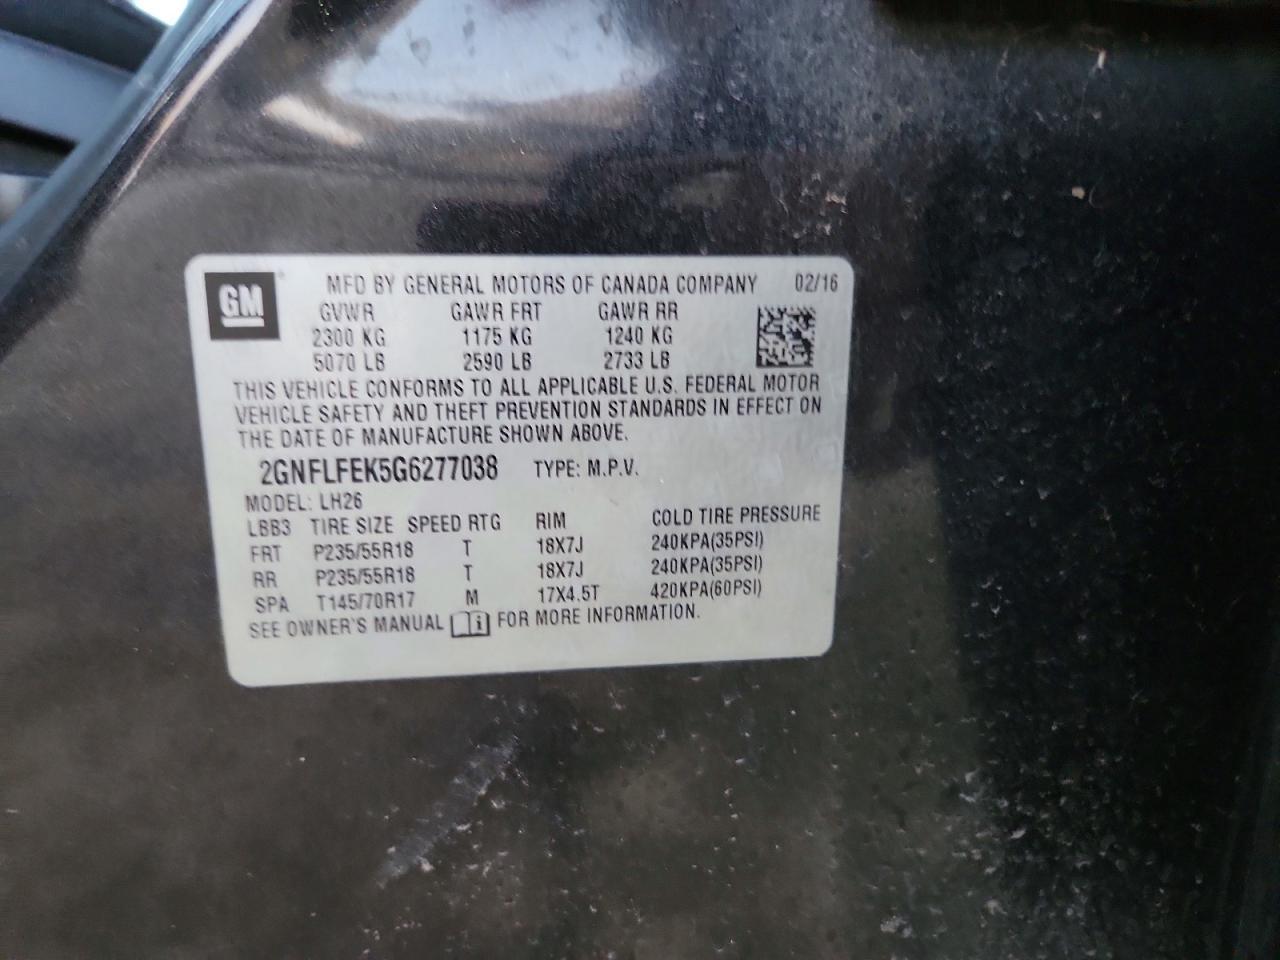 GM MFD BY GENERAL MOTORS OF CANADA COMPANY 02/16
GVWR GAWR FRT GAWR RR
2300 KG 1175 KG 1240 KG
5070 LB 2590 LB 2733 LB
THIS VEHICLE CONFORMS TO ALL APPLICABLE U.S. FEDERAL MOTOR
VEHICLE SAFETY AND THEFT PREVENTION STANDARDS IN EFFECT ON
THE DATE OF MANUFACTURE SHOWN ABOVE.
2GNFLFEK5G6277038 TYPE: M.P.V.
MODEL: LH26
LBB3 TIRE SIZE SPEED RTG RIM COLD TIRE PRESSURE
FRT P235/55R18 T 18X7J 240KPA(35PSI)
RR P235/55R18 T 18X7J 240KPA(35PSI)
SPA T145/70R17 M 17X4.5T 420KPA(60PSI)
SEE OWNER'S MANUAL FOR MORE INFORMATION.